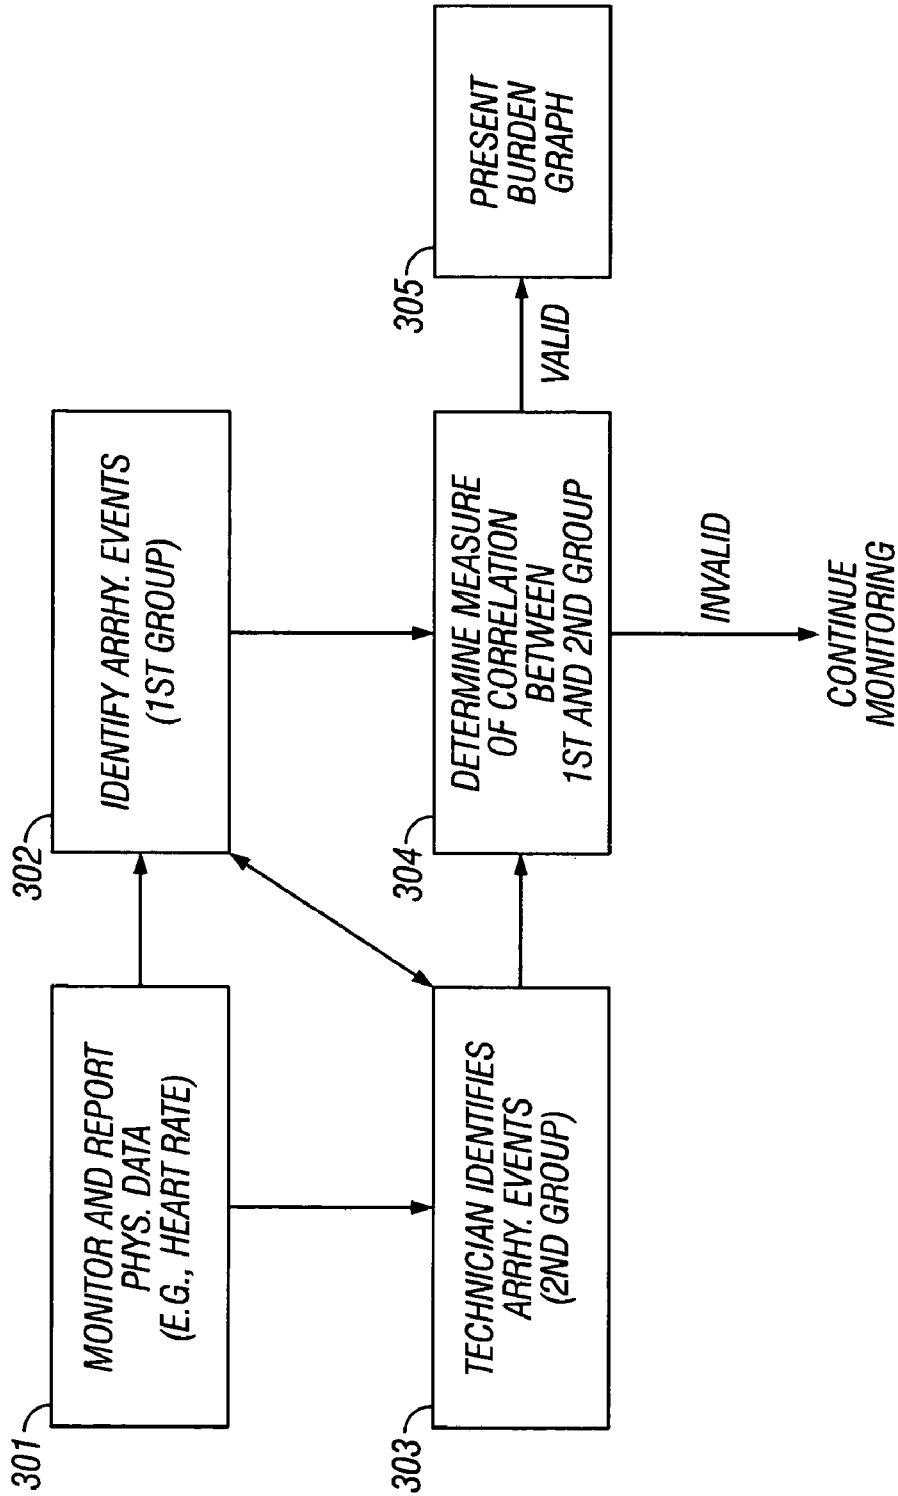 301
MONITOR AND REPORT
PHYS. DATA
(E.G., HEART RATE)
302
IDENTIFY ARRHY. EVENTS
(1ST GROUP)
303
TECHNICIAN IDENTIFIES
ARRHY. EVENTS
(2ND GROUP)
304
DETERMINE MEASURE
OF CORRELATION
BETWEEN
1ST AND 2ND GROUP
VALID
305
PRESENT
BURDEN
GRAPH
INVALID
CONTINUE
MONITORING